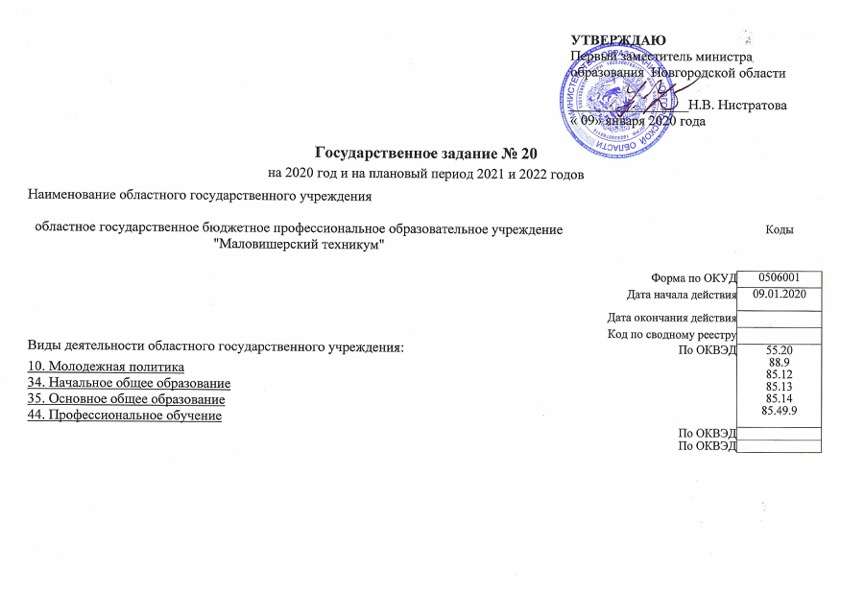 УТВЕРЖДАЮ
Первый заместитель министра
образования Новгородской области
Н.В. Нистратова
« 09» января 2020 года
Государственное задание № 20
на 2020 год и на плановый период 2021 и 2022 годов
Наименование областного государственного учреждения
областное государственное бюджетное профессиональное образовательное учреждение
"Маловишерский техникум"
Коды
Форма по ОКУД 0506001
Дата начала действия 09.01.2020
Дата окончания действия
Код по сводному реестру
Виды деятельности областного государственного учреждения:
По ОКВЭД 55.20
10. Молодежная политика 88.9
34. Начальное общее образование 85.12
85.13
35. Основное общее образование 85.14
44. Профессиональное обучение 85.49.9
По ОКВЭД
По ОКВЭД